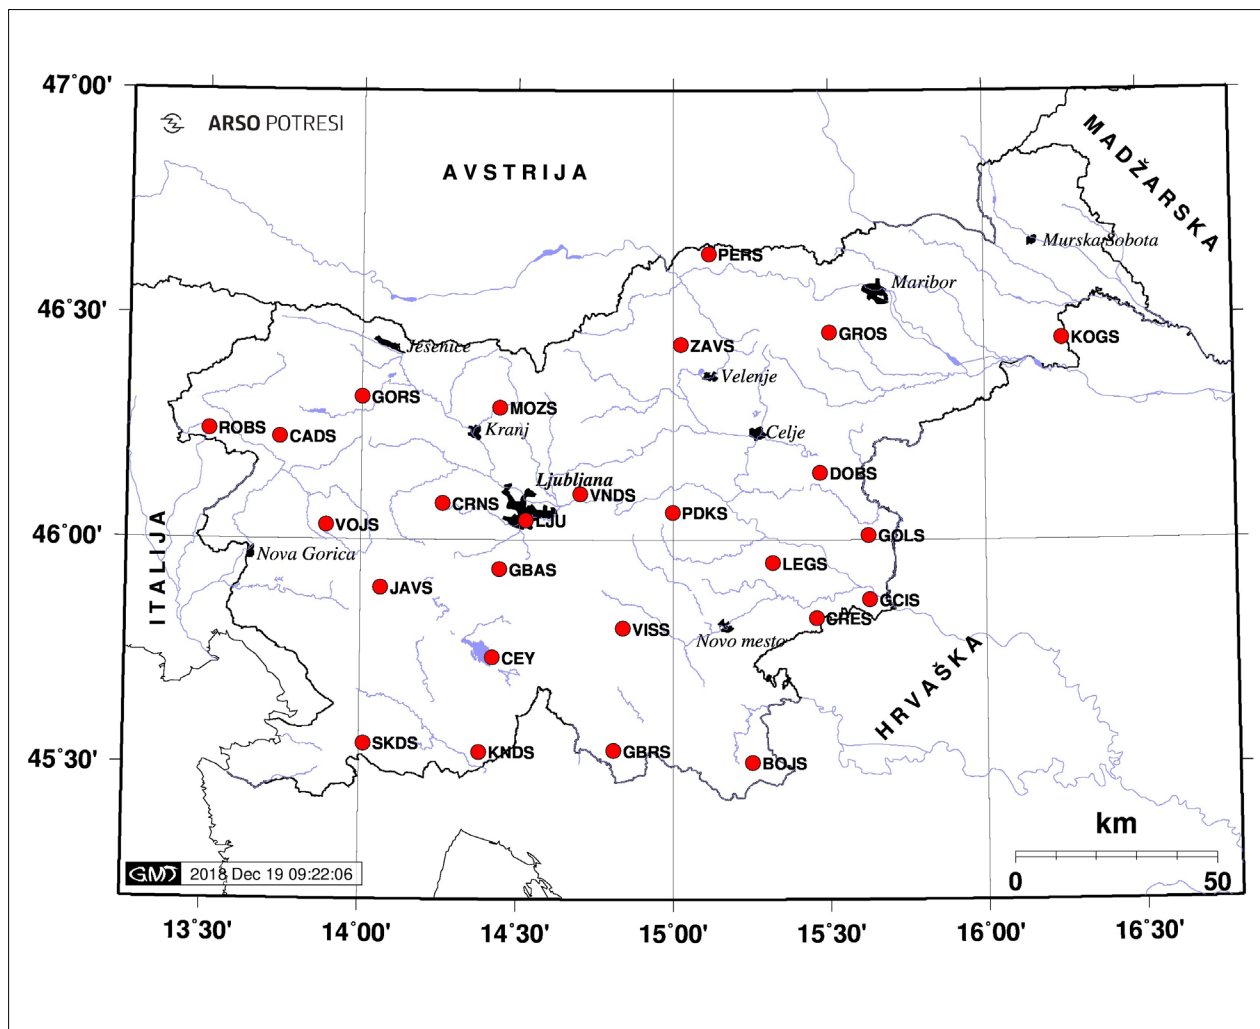 47°00'
ARSO POTRESI
AVSTRIJA
MADŽARSKA
Murska Sobota
PERS
Maribor
46°30'
GROS
KOGS
Jesenice
ZAVS
Velenje
GORS
MOZS
ROBS
CADS
Kranj
Celje
DOBS
Ljubljana
VNDS
CRNS
PDKS
VOJS
LJU
46°00'
GOLS
ITALIJA
Nova Gorica
LEGS
GBAS
JAVS
GCIS
CRES
VISS
Novo mesto
CEY
HRVAŠKA
SKDS
KNDS
GBRS
BOJS
45°30'
km
0 50
GMT 2018 Dec 19 09:22:06
13°30' 14°00' 14°30' 15°00' 15°30' 16°00' 16°30'